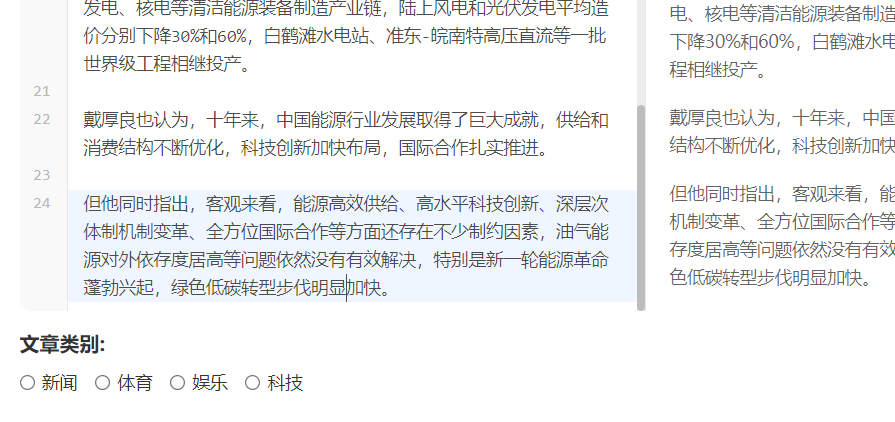 发电、核电等清洁能源装备制造产业链，陆上风电和光伏发电平均造
价分别下降30%和60%，白鹤滩水电站、准东-皖南特高压直流等一批
世界级工程相继投产。
21
22 戴厚良也认为，十年来，中国能源行业发展取得了巨大成就，供给和
消费结构不断优化，科技创新加快布局，国际合作扎实推进。
23
24 但他同时指出，客观来看，能源高效供给、高水平科技创新、深层次
体制机制变革、全方位国际合作等方面还存在不少制约因素，油气能
源对外依存度居高等问题依然没有有效解决，特别是新一轮能源革命
蓬勃兴起，绿色低碳转型步伐明显加快。
电、核电等清洁能源装备制造
下降30%和60%，白鹤滩水电
程相继投产。
戴厚良也认为，十年来，中国
结构不断优化，科技创新加快
但他同时指出，客观来看，能
机制变革、全方位国际合作等
存度居高等问题依然没有有效
色低碳转型步伐明显加快。
文章类别:
新闻 体育 娱乐 科技